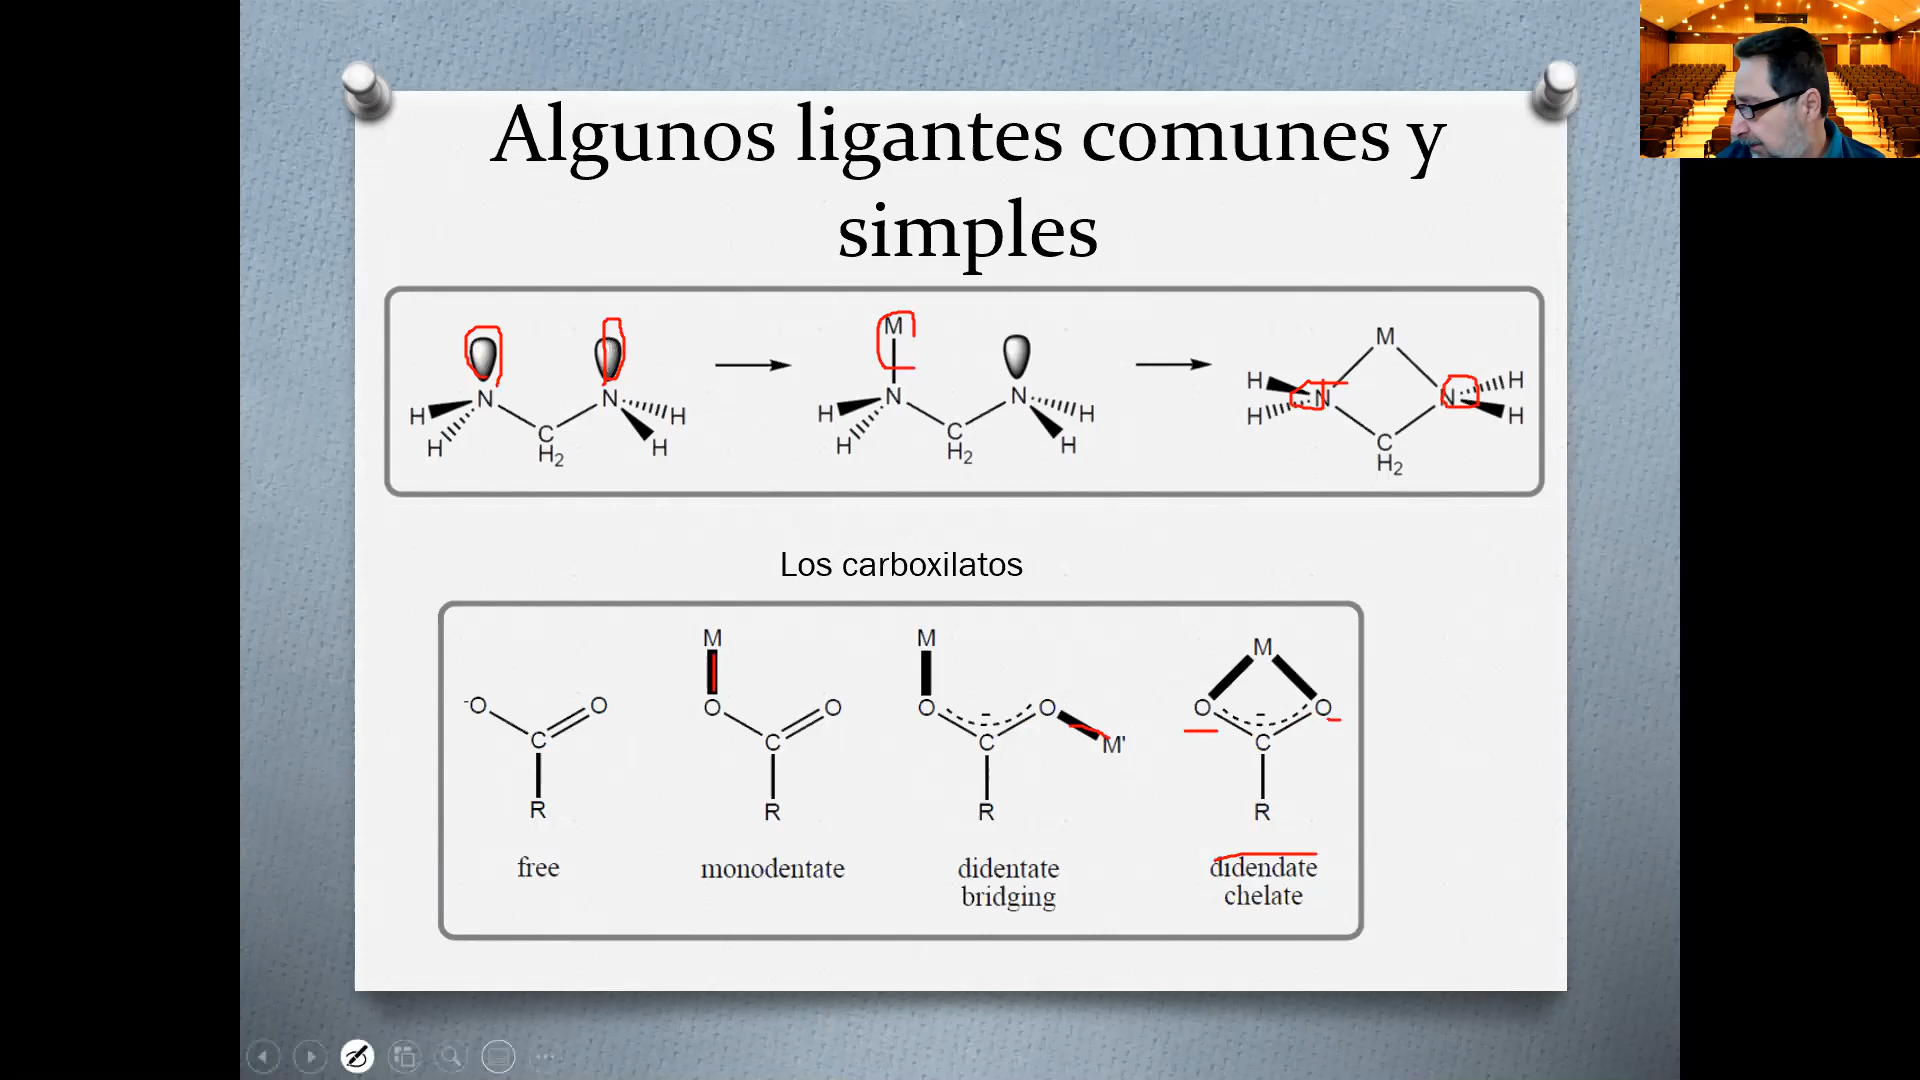 Algunos ligantes comunes y
simples
M
M
N N N N N N
H H H H H H H H
H H H H
C C C
H₂ H₂ H₂
Los carboxilatos
M M M
⁻O O O O O O M' O O
C C C C
R R R R
free monodentate didentate didendate
bridging chelate